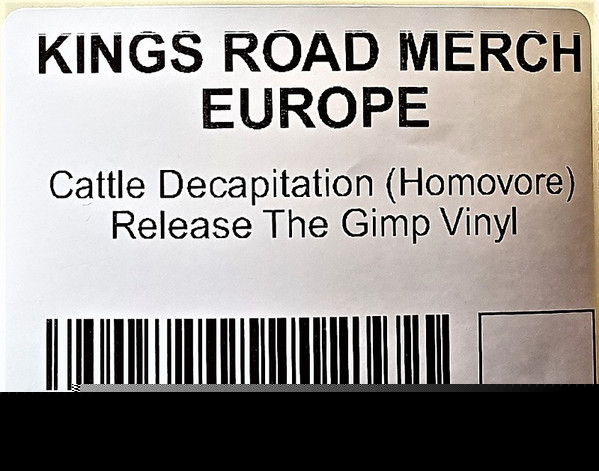 KINGS ROAD MERCH
EUROPE
Cattle Decapitation (Homovore)
Release The Gimp Vinyl